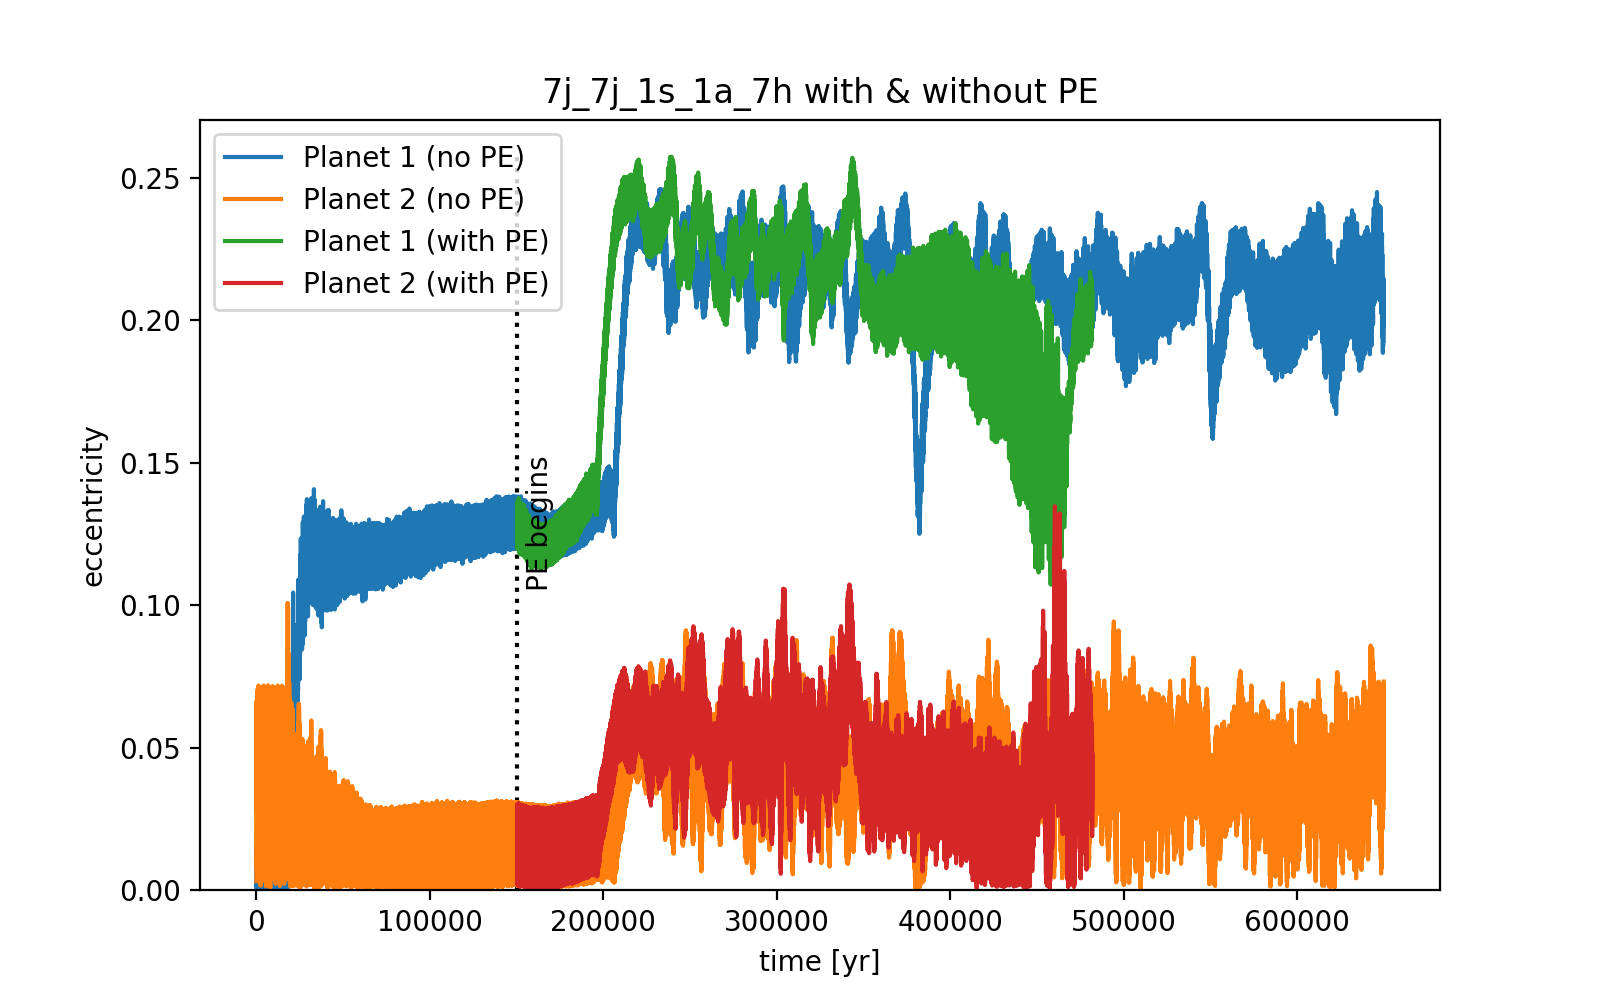 7j_7j_1s_1a_7h with & without PE
Planet 1 (no PE)
Planet 2 (no PE)
Planet 1 (with PE)
Planet 2 (with PE)
PE begins
eccentricity
0.25
0.20
0.15
0.10
0.05
0.00
0
100000
200000
300000
400000
500000
600000
time [yr]